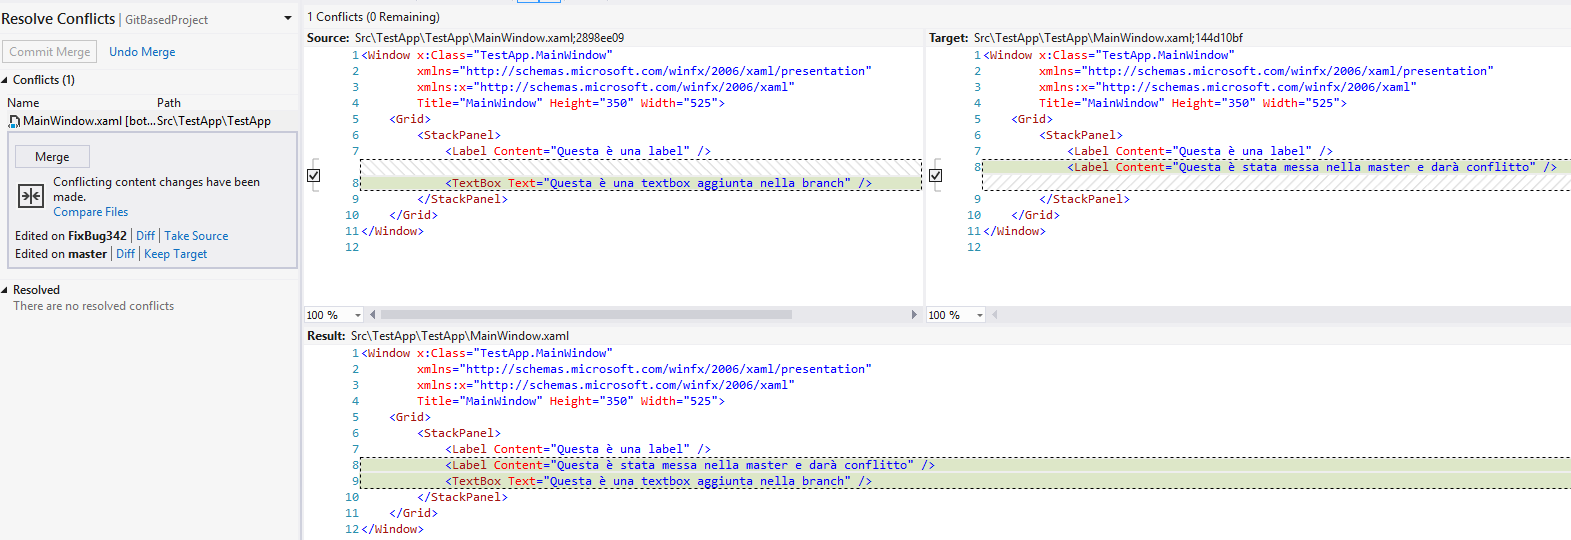 Resolve Conflicts | GitBasedProject
Commit Merge Undo Merge
Conflicts (1)
Name Path
MainWindow.xaml [bot... Src\TestApp\TestApp
Merge
Conflicting content changes have been
made.
Compare Files
Edited on FixBug342 | Diff | Take Source
Edited on master | Diff | Keep Target
Resolved
There are no resolved conflicts
1 Conflicts (0 Remaining)
Source: Src\TestApp\TestApp\MainWindow.xaml;2898ee09
1 <Window x:Class="TestApp.MainWindow"
2 xmlns="http://schemas.microsoft.com/winfx/2006/xaml/presentation"
3 xmlns:x="http://schemas.microsoft.com/winfx/2006/xaml"
4 Title="MainWindow" Height="350" Width="525">
5 <Grid>
6 <StackPanel>
7 <Label Content="Questa è una label" />
8 <TextBox Text="Questa è una textbox aggiunta nella branch" />
9 </StackPanel>
10 </Grid>
11 </Window>
12
100 %
Target: Src\TestApp\TestApp\MainWindow.xaml;144d10bf
1 <Window x:Class="TestApp.MainWindow"
2 xmlns="http://schemas.microsoft.com/winfx/2006/xaml/presentation"
3 xmlns:x="http://schemas.microsoft.com/winfx/2006/xaml"
4 Title="MainWindow" Height="350" Width="525">
5 <Grid>
6 <StackPanel>
7 <Label Content="Questa è una label" />
8 <Label Content="Questa è stata messa nella master e darà conflitto" />
9 </StackPanel>
10 </Grid>
11 </Window>
12
100 %
Result: Src\TestApp\TestApp\MainWindow.xaml
1 <Window x:Class="TestApp.MainWindow"
2 xmlns="http://schemas.microsoft.com/winfx/2006/xaml/presentation"
3 xmlns:x="http://schemas.microsoft.com/winfx/2006/xaml"
4 Title="MainWindow" Height="350" Width="525">
5 <Grid>
6 <StackPanel>
7 <Label Content="Questa è una label" />
8 <Label Content="Questa è stata messa nella master e darà conflitto" />
9 <TextBox Text="Questa è una textbox aggiunta nella branch" />
10 </StackPanel>
11 </Grid>
12 </Window>